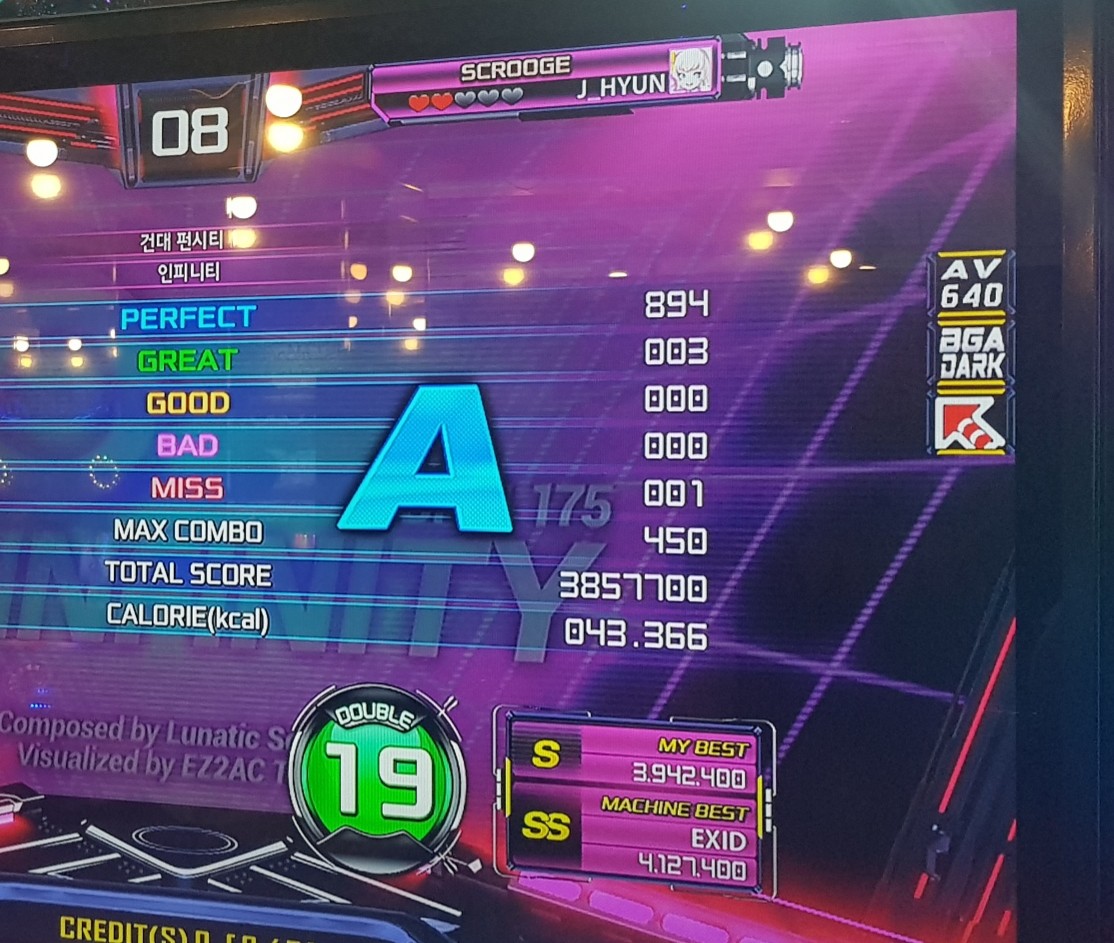 SCROOGE
J_HYUN
08
건대 펀시티
인피니티
PERFECT 894
GREAT 003
GOOD 000
BAD 000
MISS 001
MAX COMBO 450
TOTAL SCORE 3857700
CALORIE(kcal) 043.366
A
175
INFINITY
AV
640
BGA
DARK
Composed by Lunatic
Visualized by EZ2AC
DOUBLE
19
S MY BEST
3.942.400
SS MACHINE BEST
EXID
4.127.400
CREDIT(S) 0